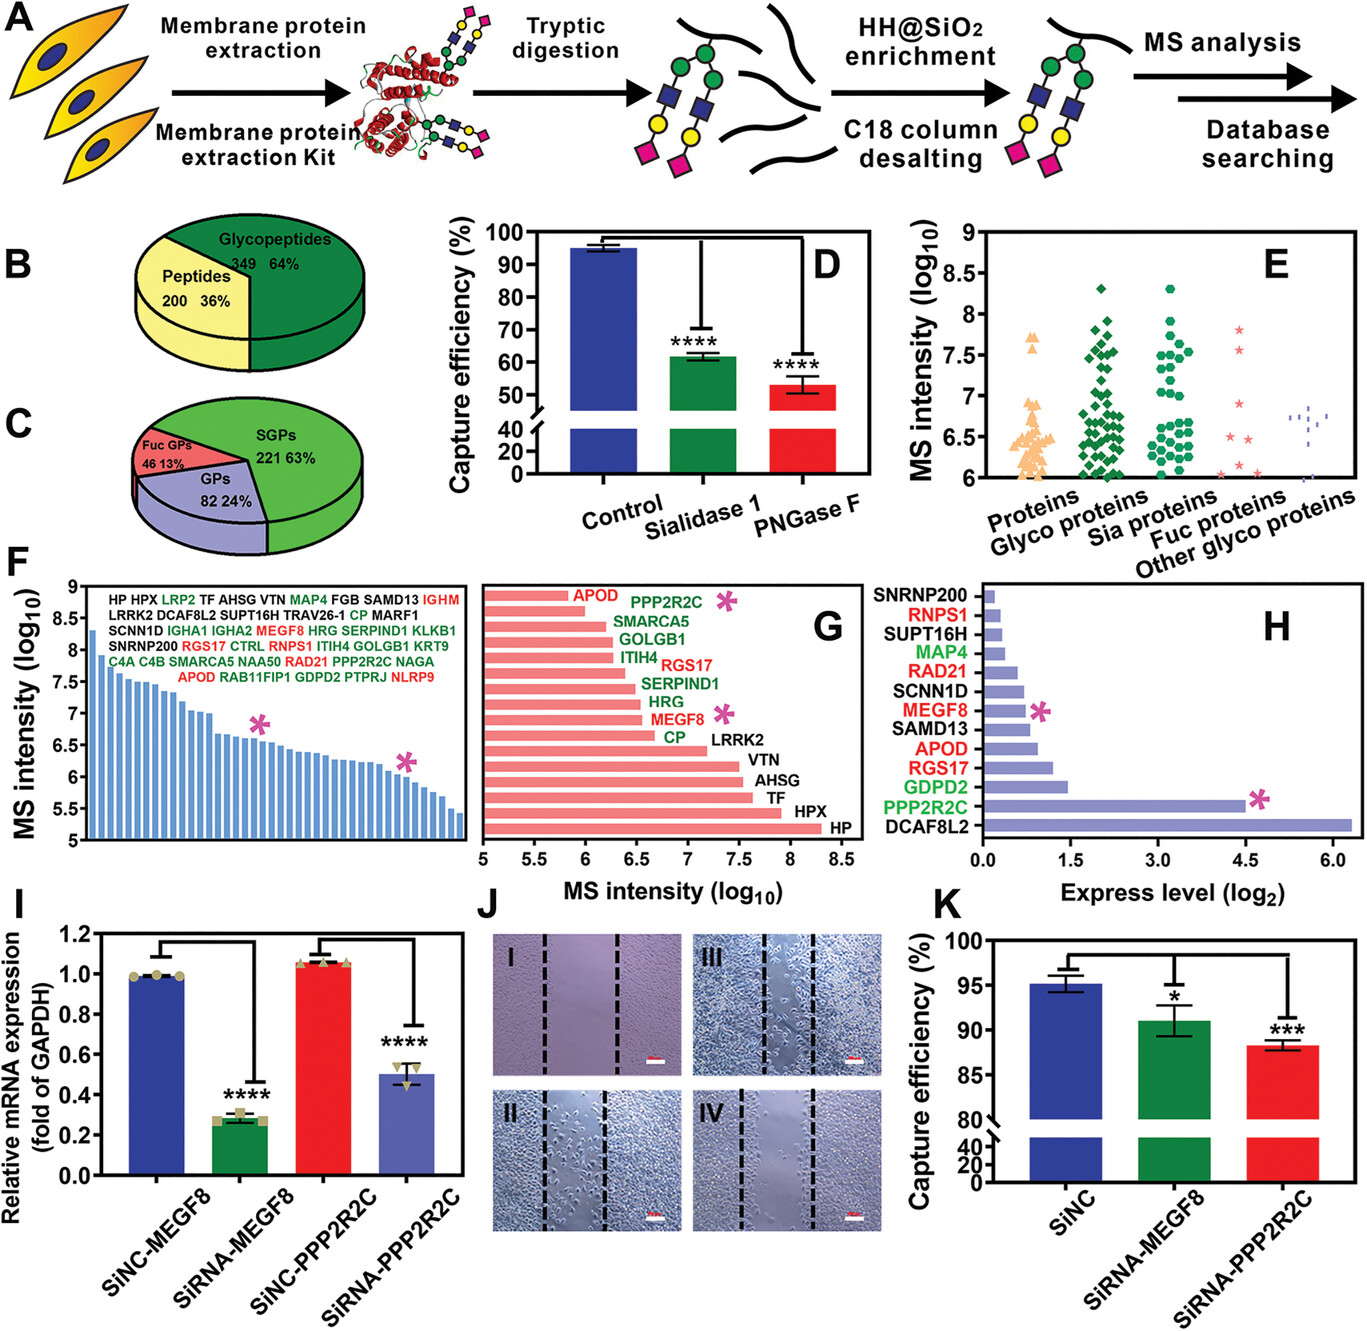 A
Membrane protein
extraction
Membrane protein
extraction Kit
Tryptic
digestion
HH@SiO2
enrichment
C18 column
desalting
MS analysis
Database
searching
B
Glycopeptides
349 64%
Peptides
200 36%
C
Fuc GPs
46 13%
SGPs
221 63%
GPs
82 24%
D
Capture efficiency (%)
100
90
80
70
60
50
40
20
0
****
****
Control
Sialidase 1
PNGase F
E
MS intensity (log10)
9
8.5
8
7.5
7
6.5
6
Proteins
Glyco proteins
Sia proteins
Fuc proteins
Other glyco proteins
F
MS intensity (log10)
9
8.5
8
7.5
7
6.5
6
5.5
5
HP HPX LRP2 TF AHSG VTN MAP4 FGB SAMD13 IGHM
LRRK2 DCAF8L2 SUPT16H TRAV26-1 CP MARF1
SCNN1D IGHA1 IGHA2 MEGF8 HRG SERPIND1 KLKB1
SNRNP200 RGS17 CTRL RNPS1 ITIH4 GOLGB1 KRT9
C4A C4B SMARCA5 NAA50 RAD21 PPP2R2C NAGA
APOD RAB11FIP1 GDPD2 PTPRJ NLRP9
*
*
G
APOD
PPP2R2C *
SMARCA5
GOLGB1
ITIH4
RGS17
SERPIND1
HRG
MEGF8 *
CP
LRRK2
VTN
AHSG
TF
HPX
HP
5 5.5 6 6.5 7 7.5 8 8.5
MS intensity (log10)
H
SNRNP200
RNPS1
SUPT16H
MAP4
RAD21
SCNN1D
MEGF8 *
SAMD13
APOD
RGS17
GDPD2
PPP2R2C *
DCAF8L2
0.0 1.5 3.0 4.5 6.0
Express level (log2)
I
Relative mRNA expression
(fold of GAPDH)
1.2
1.0
0.8
0.6
0.4
0.2
0.0
****
****
SiNC-MEGF8
SiRNA-MEGF8
SiNC-PPP2R2C
SiRNA-PPP2R2C
J
I
III
II
IV
K
Capture efficiency (%)
100
95
90
85
80
40
20
0
*
***
SiNC
SiRNA-MEGF8
SiRNA-PPP2R2C